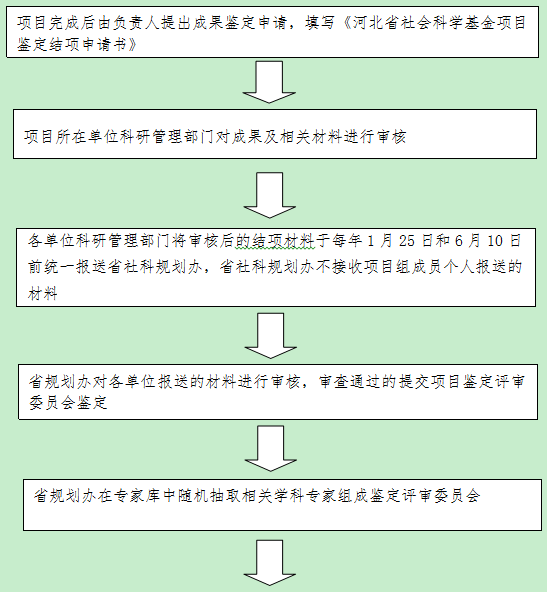 项目完成后由负责人提出成果鉴定申请，填写《河北省社会科学基金项目
鉴定结项申请书》
项目所在单位科研管理部门对成果及相关材料进行审核
各单位科研管理部门将审核后的结项材料于每年1月25日和6月10日
前统一报送省社科规划办，省社科规划办不接收项目组成员个人报送的
材料
省规划办对各单位报送的材料进行审核，审查通过的提交项目鉴定评审
委员会鉴定
省规划办在专家库中随机抽取相关学科专家组成鉴定评审委员会